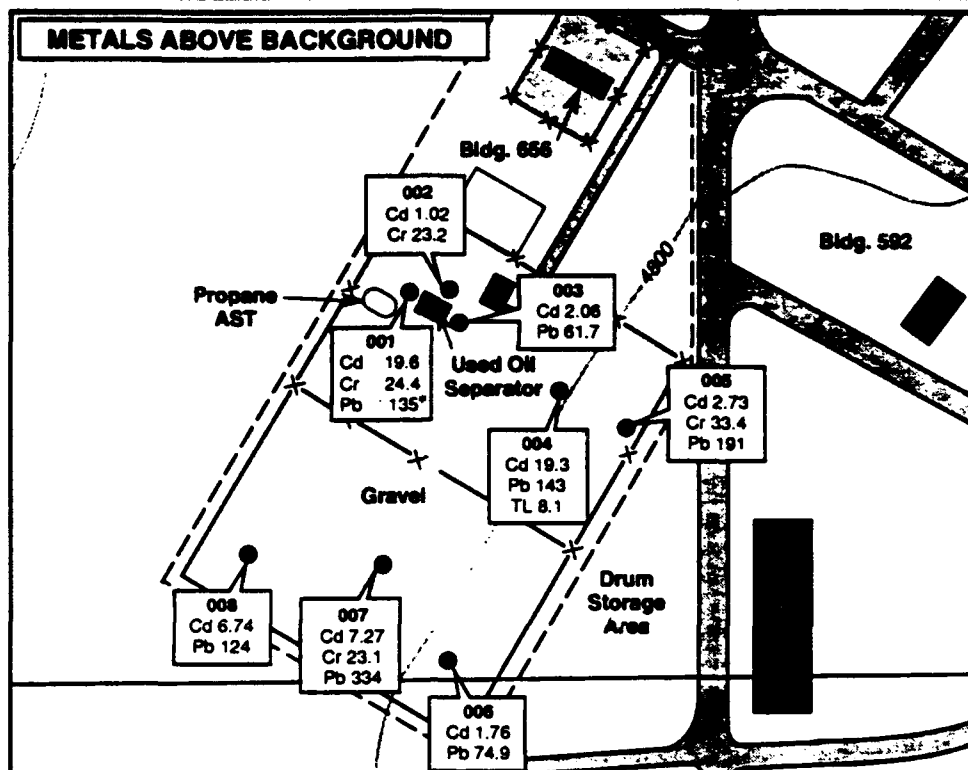 METALS ABOVE BACKGROUND
Bldg. 656
002
Cd 1.02
Cr 23.2
Bldg. 592
4800
Propane
AST
003
Cd 2.06
Pb 61.7
001
Cd 19.6
Cr 24.4
Pb 135*
Used Oil
Separator
005
Cd 2.73
Cr 33.4
Pb 191
004
Cd 19.3
Pb 143
TL 8.1
Gravel
Drum
Storage
Area
008
Cd 6.74
Pb 124
007
Cd 7.27
Cr 23.1
Pb 334
006
Cd 1.76
Pb 74.9